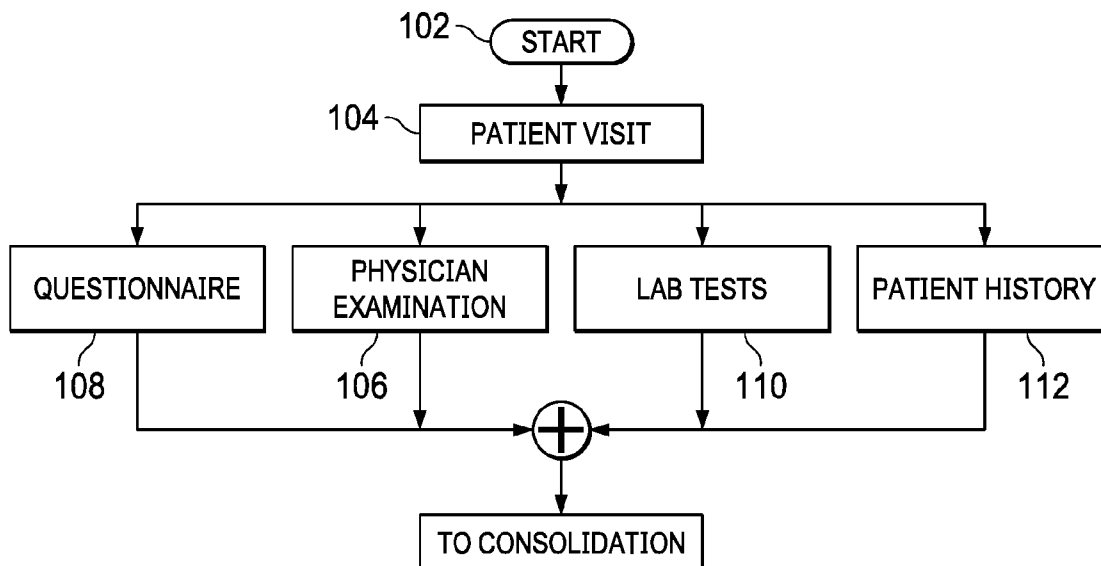 102
START
104
PATIENT VISIT
QUESTIONNAIRE
PHYSICIAN
EXAMINATION
LAB TESTS
PATIENT HISTORY
108
106
110
112
TO CONSOLIDATION